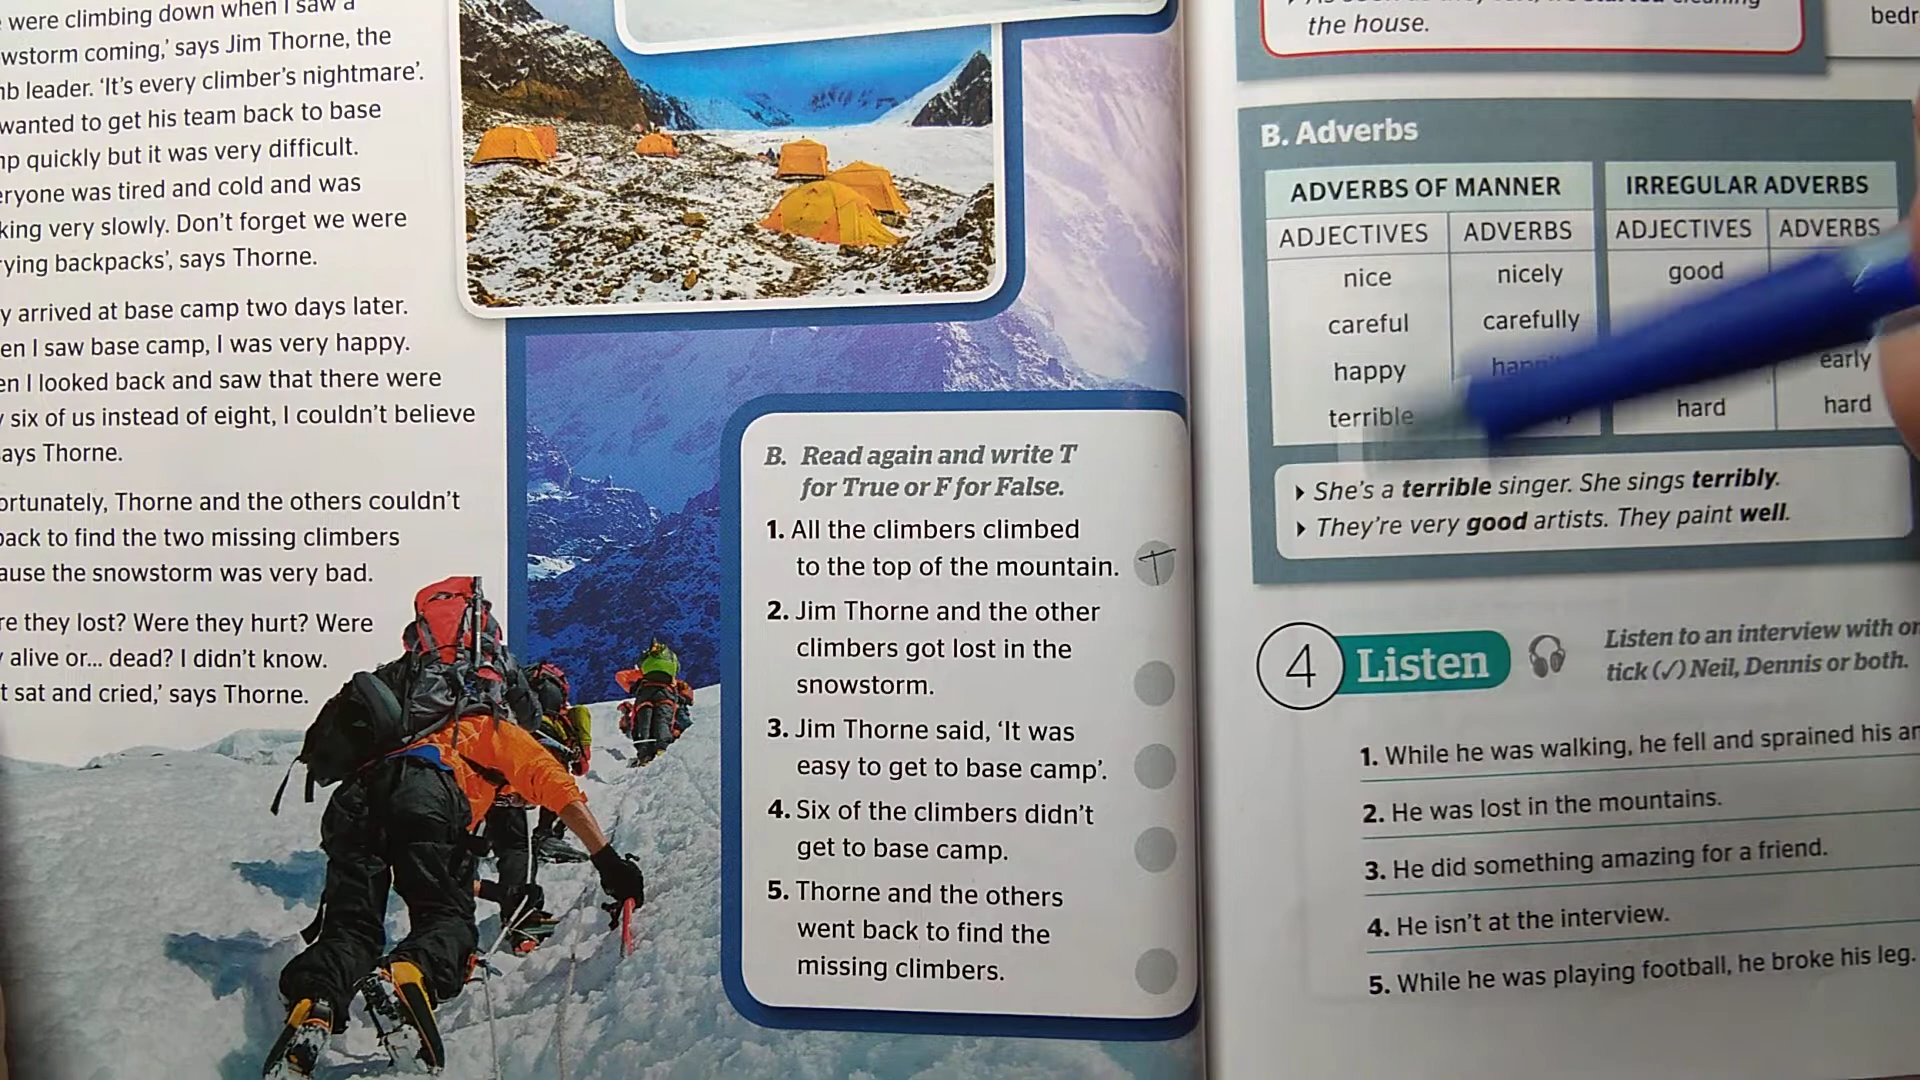 were climbing down when I saw a
wstorm coming,’ says Jim Thorne, the
mb leader. ‘It’s every climber’s nightmare’.
wanted to get his team back to base
mp quickly but it was very difficult.
eryone was tired and cold and was
king very slowly. Don’t forget we were
rying backpacks’, says Thorne.
y arrived at base camp two days later.
en I saw base camp, I was very happy.
en I looked back and saw that there were
y six of us instead of eight, I couldn’t believe
says Thorne.
ortunately, Thorne and the others couldn’t
back to find the two missing climbers
ause the snowstorm was very bad.
re they lost? Were they hurt? Were
y alive or... dead? I didn’t know.
t sat and cried,’ says Thorne.
B. Read again and write T
for True or F for False.
1. All the climbers climbed
to the top of the mountain. T
2. Jim Thorne and the other
climbers got lost in the
snowstorm.
3. Jim Thorne said, ‘It was
easy to get to base camp’.
4. Six of the climbers didn’t
get to base camp.
5. Thorne and the others
went back to find the
missing climbers.
the house.
bedr
B. Adverbs
ADVERBS OF MANNER IRREGULAR ADVERBS
ADJECTIVES ADVERBS ADJECTIVES ADVERBS
nice nicely good
careful carefully
happy early
terrible hard hard
She’s a terrible singer. She sings terribly.
They’re very good artists. They paint well.
4 Listen
Listen to an interview with or
tick (✓) Neil, Dennis or both.
1. While he was walking, he fell and sprained his ar
2. He was lost in the mountains.
3. He did something amazing for a friend.
4. He isn’t at the interview.
5. While he was playing football, he broke his leg.